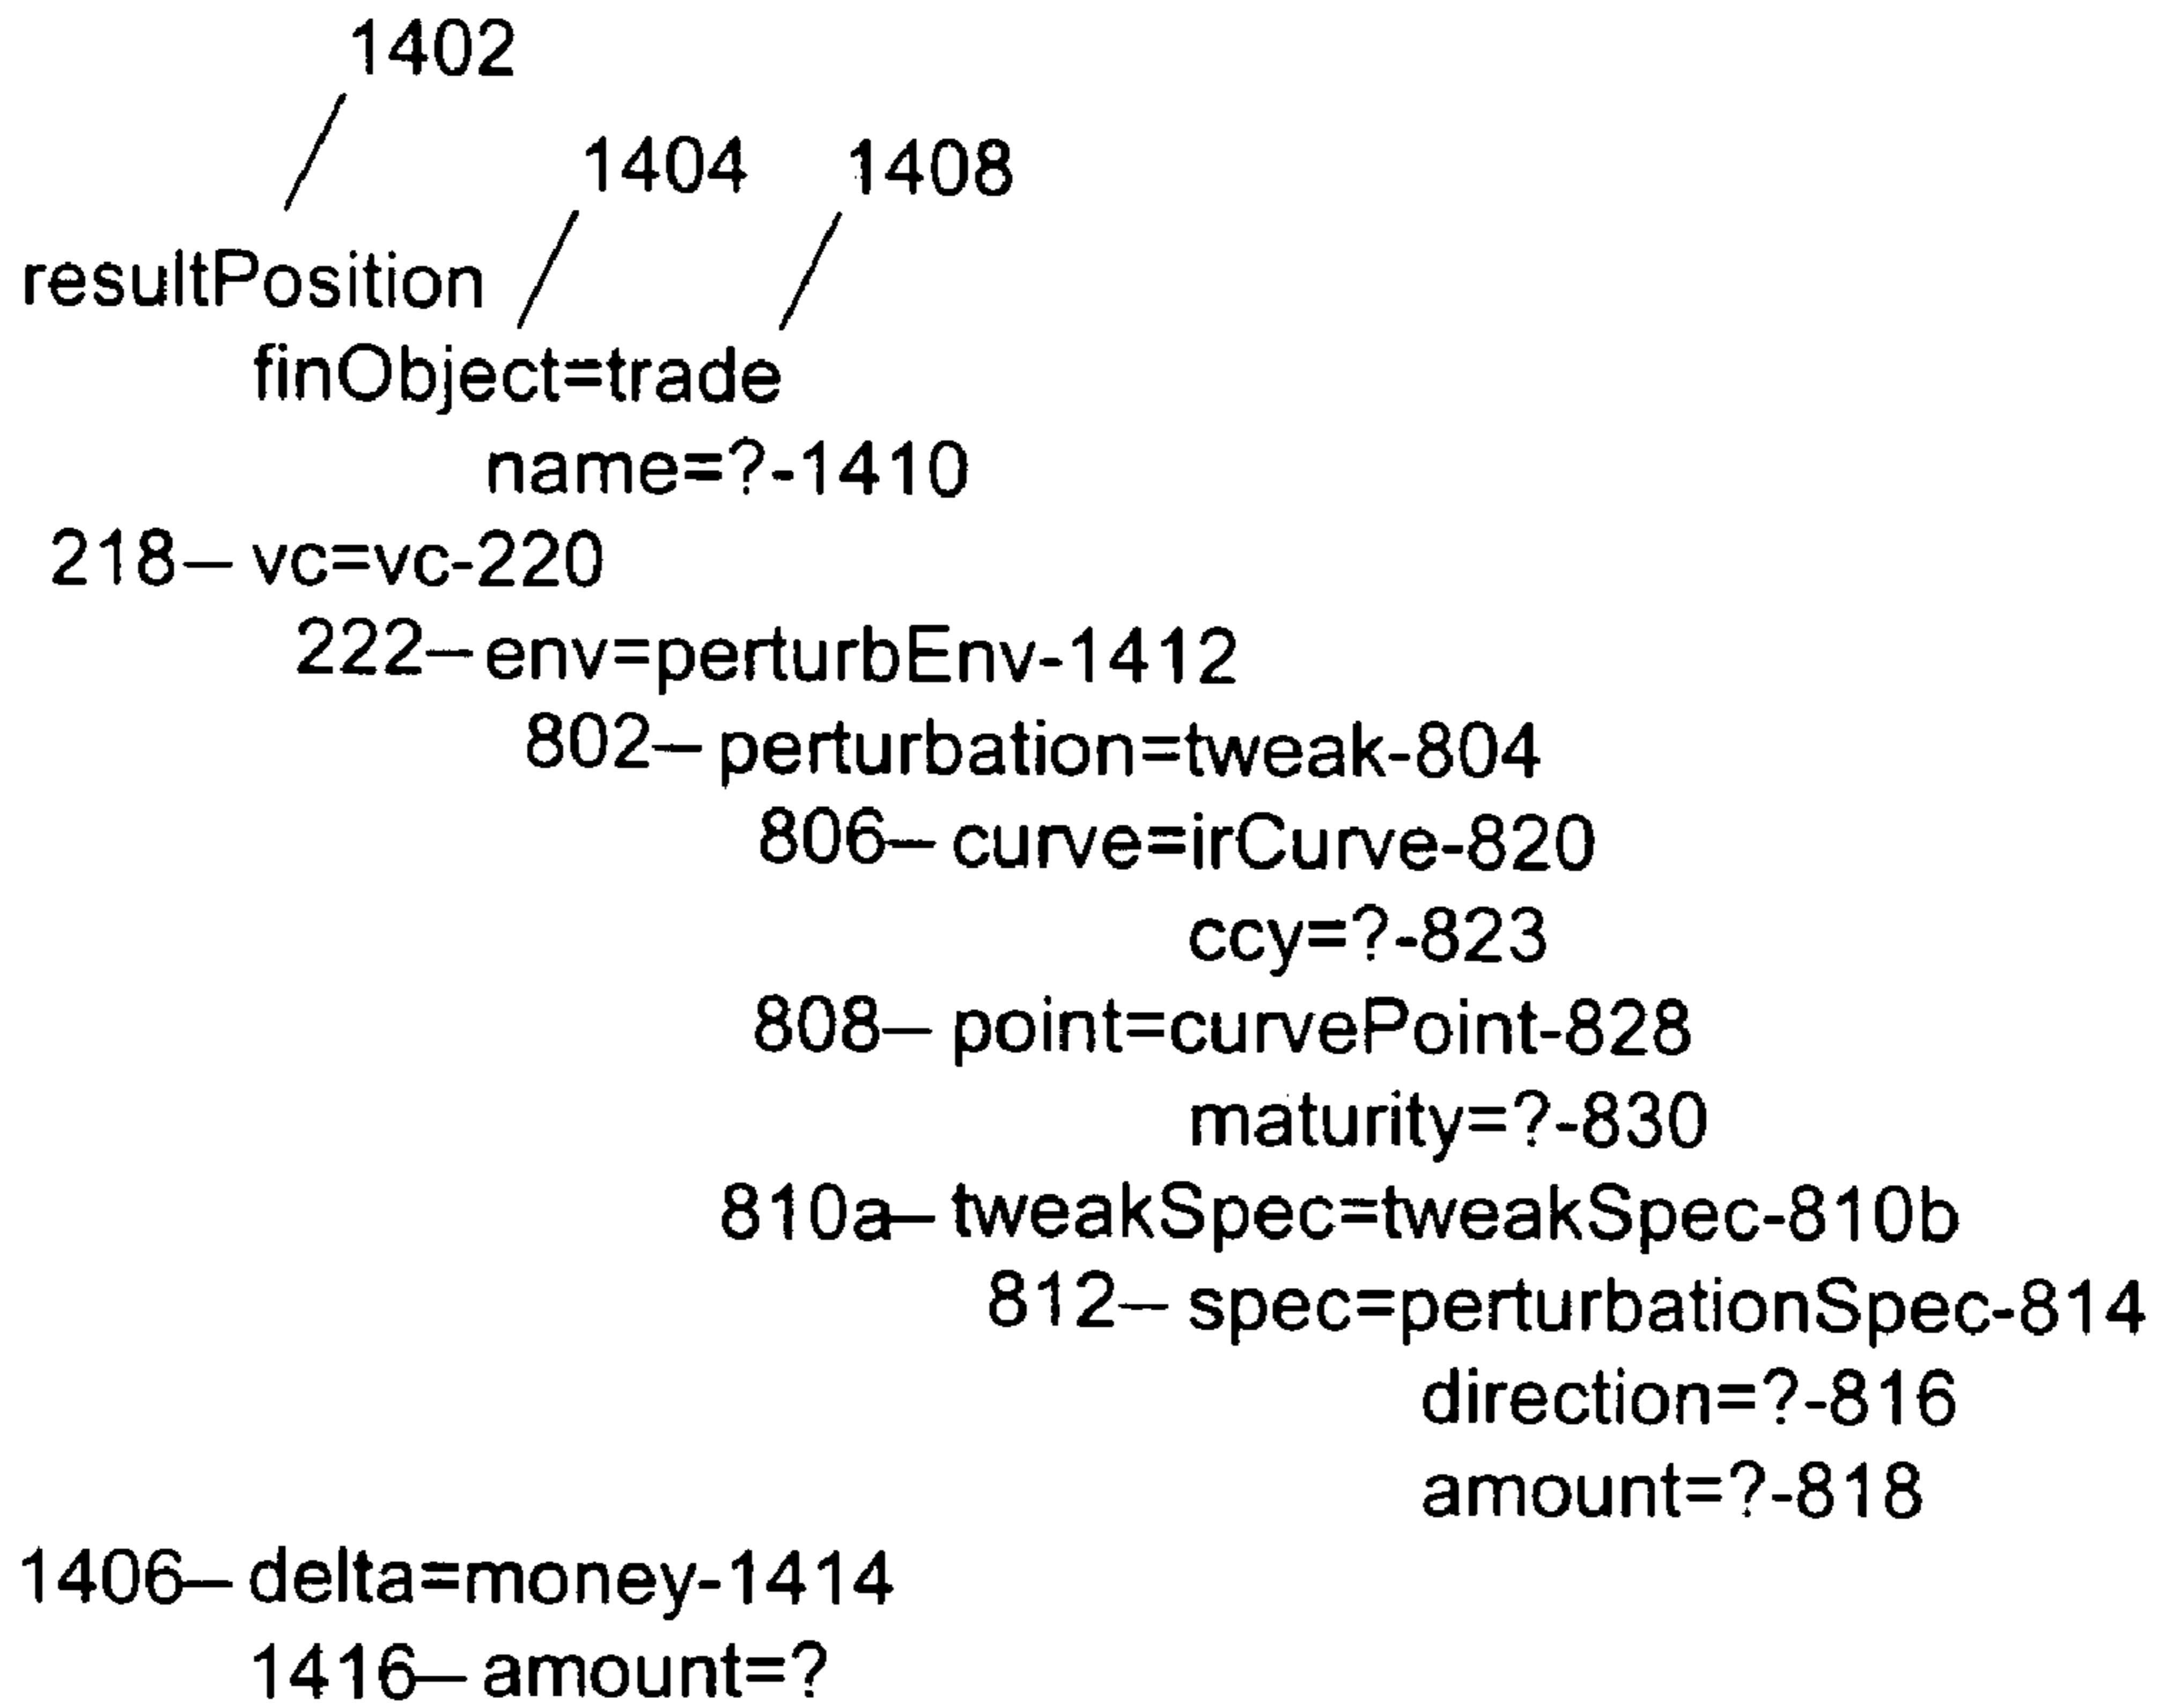 1402
1404 1408
resultPosition
finObject=trade
name=?-1410
218— vc=vc-220
222— env=perturbEnv-1412
802— perturbation=tweak-804
806— curve=irCurve-820
ccy=?-823
808— point=curvePoint-828
maturity=?-830
810a— tweakSpec=tweakSpec-810b
812— spec=perturbationSpec-814
direction=?-816
amount=?-818
1406— delta=money-1414
1416— amount=?